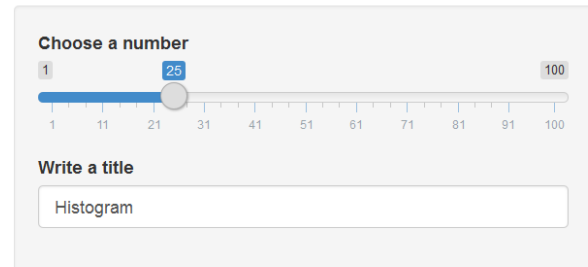 Choose a number
1 25 100
1 11 21 31 41 51 61 71 81 91 100
Write a title
Histogram